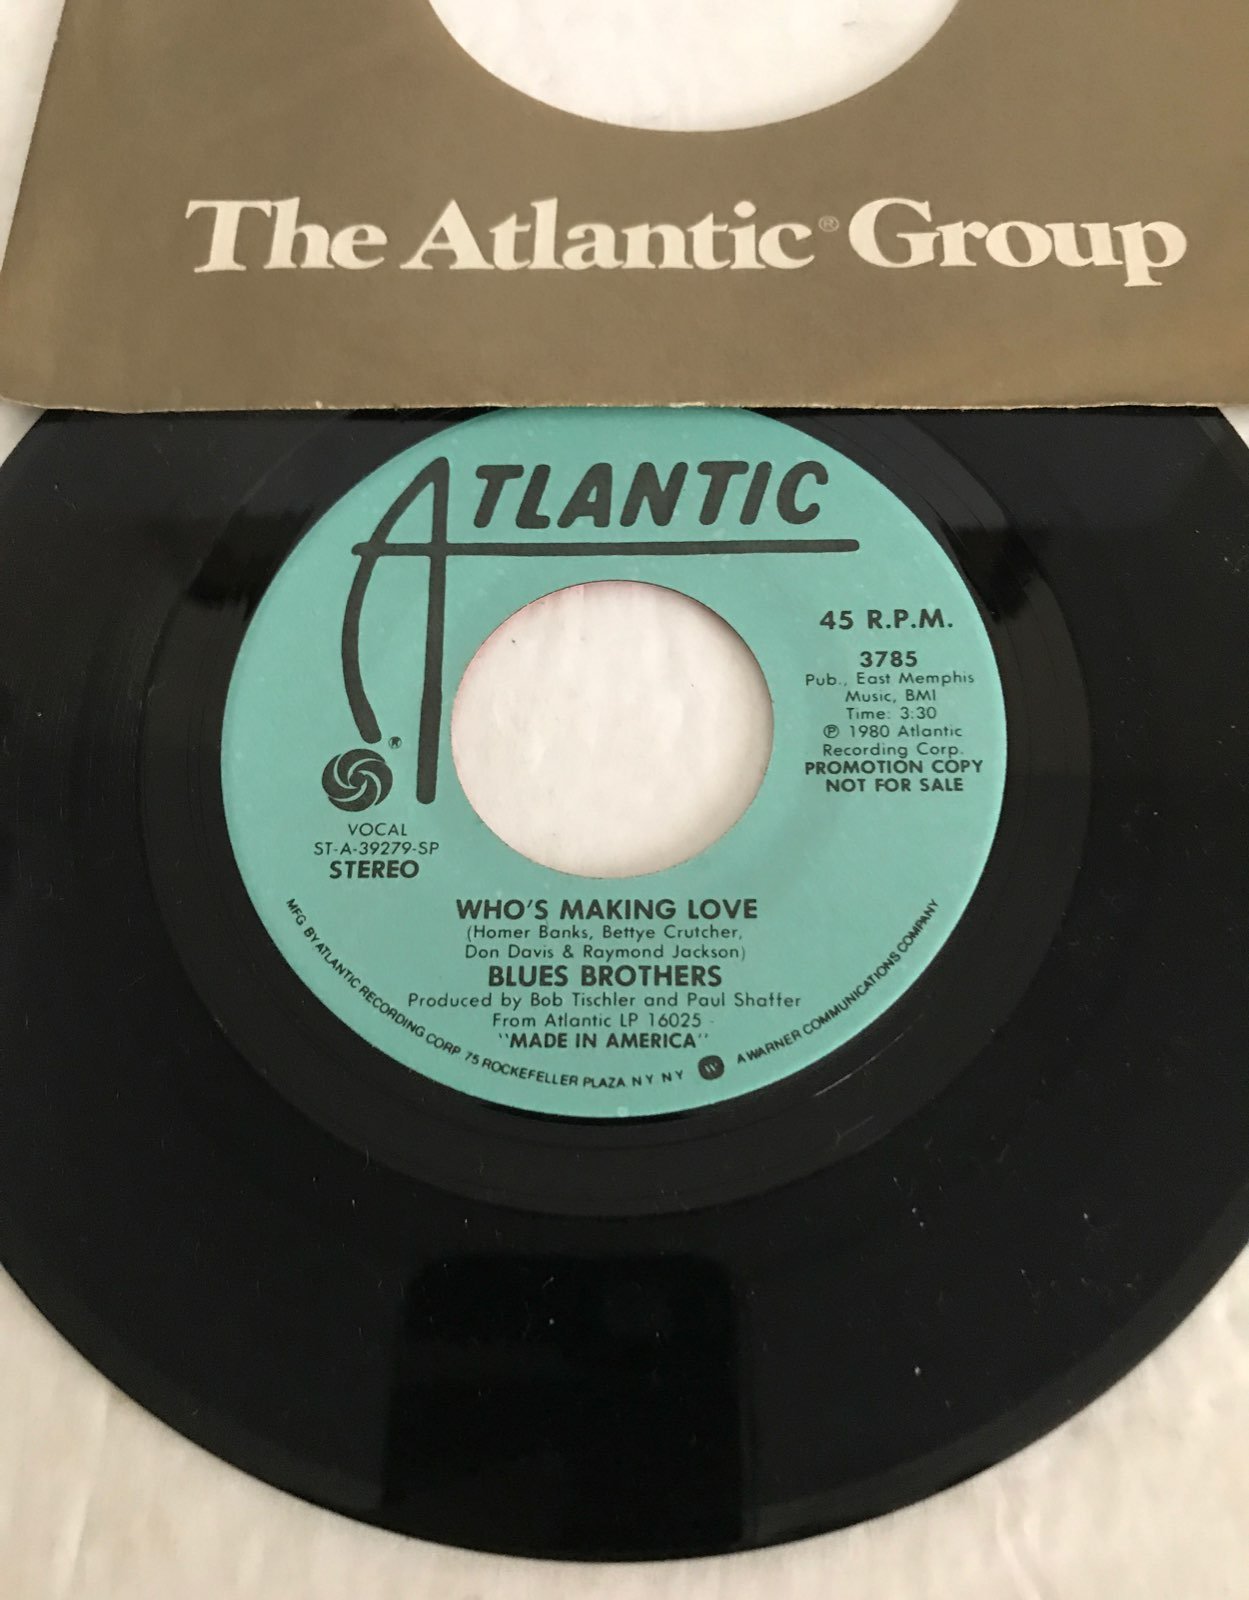 The Atlantic® Group
ATLANTIC
®
45 R.P.M.
3785
Pub., East Memphis
Music, BMI
Time: 3:30
℗ 1980 Atlantic
Recording Corp.
PROMOTION COPY
NOT FOR SALE
VOCAL
ST-A-39279-SP
STEREO
WHO'S MAKING LOVE
(Homer Banks, Bettye Crutcher,
Don Davis & Raymond Jackson)
BLUES BROTHERS
Produced by Bob Tischler and Paul Shaffer
From Atlantic LP 16025
"MADE IN AMERICA"
MFG BY ATLANTIC RECORDING CORP 75 ROCKEFELLER PLAZA N Y N Y W A WARNER COMMUNICATIONS COMPANY